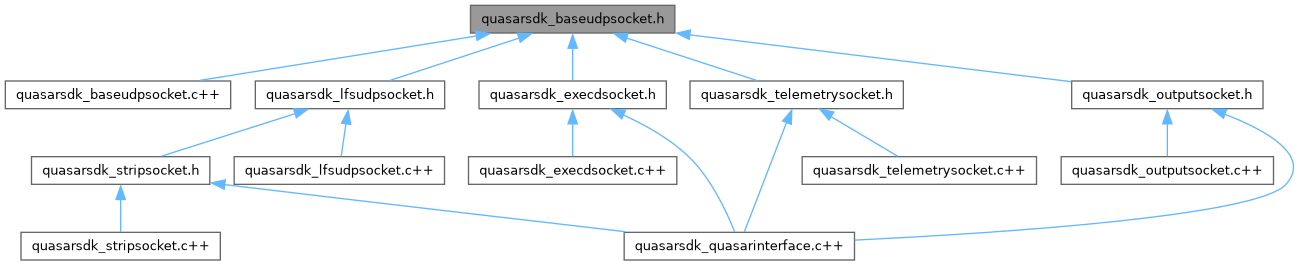 quasarsdk_baseudpsocket.h
quasarsdk_baseudpsocket.c++
quasarsdk_lfsudpsocket.h
quasarsdk_execdsocket.h
quasarsdk_telemetrysocket.h
quasarsdk_outputsocket.h
quasarsdk_stripsocket.h
quasarsdk_lfsudpsocket.c++
quasarsdk_execdsocket.c++
quasarsdk_telemetrysocket.c++
quasarsdk_outputsocket.c++
quasarsdk_stripsocket.c++
quasarsdk_quasarinterface.c++